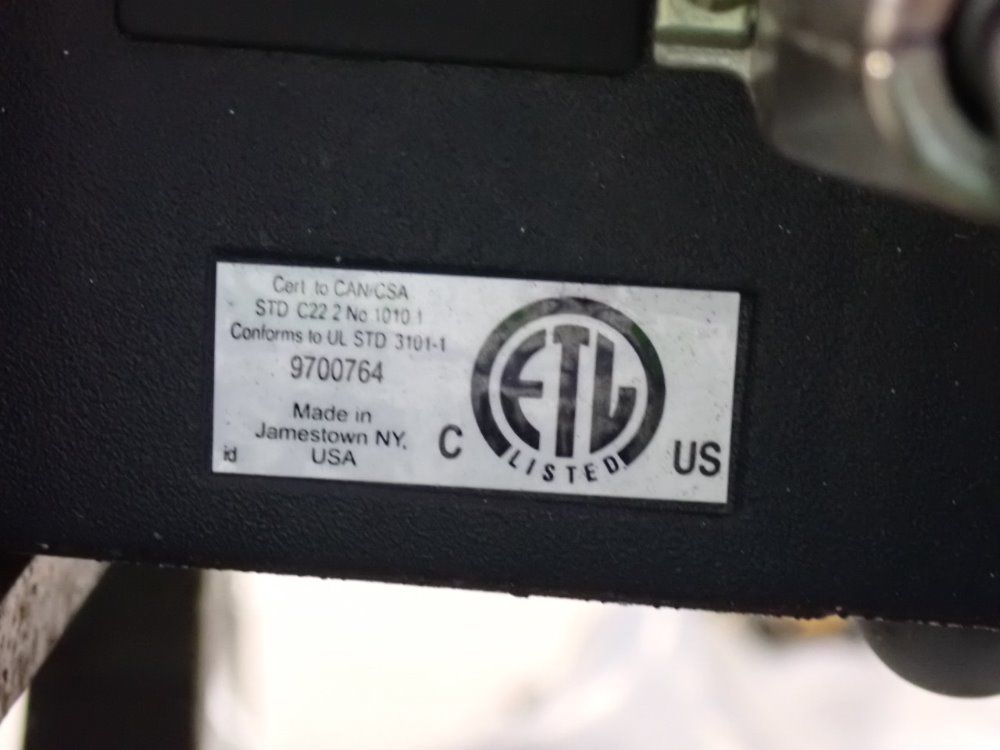 Cert to CAN/CSA
STD C22 2 No 1010 1
Conforms to UL STD 3101-1
9700764
Made in
Jamestown NY,
USA
id
C
ETL
LISTED
US